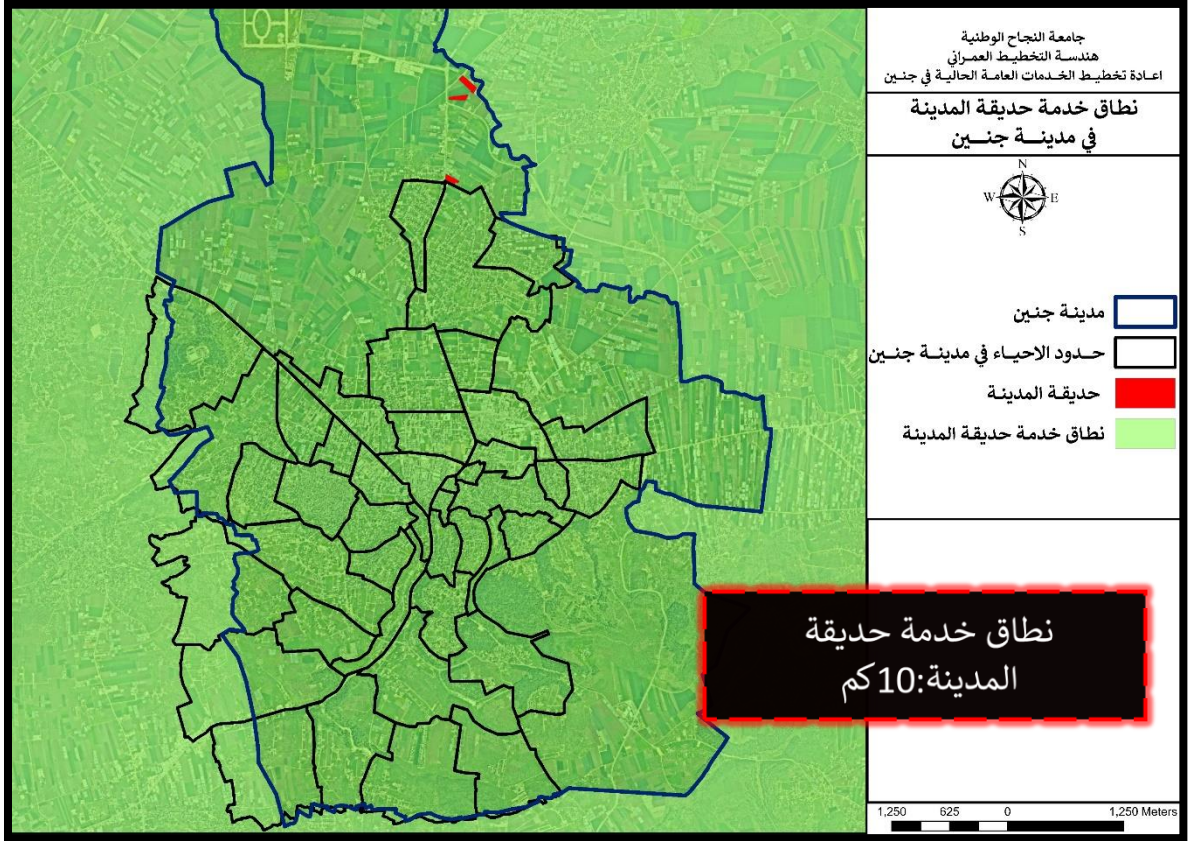 جامعة النجاح الوطنية
هندسة التخطيط العمراني
اعادة تخطيط الخدمات العامة الحالية في جنين
نطاق خدمة حديقة المدينة
في مدينة جنين
N
W
E
S
مدينة جنين
حدود الاحياء في مدينة جنين
حديقة المدينة
نطاق خدمة حديقة المدينة
نطاق خدمة حديقة
المدينة:10كم
1,250 625 0 1,250 Meters